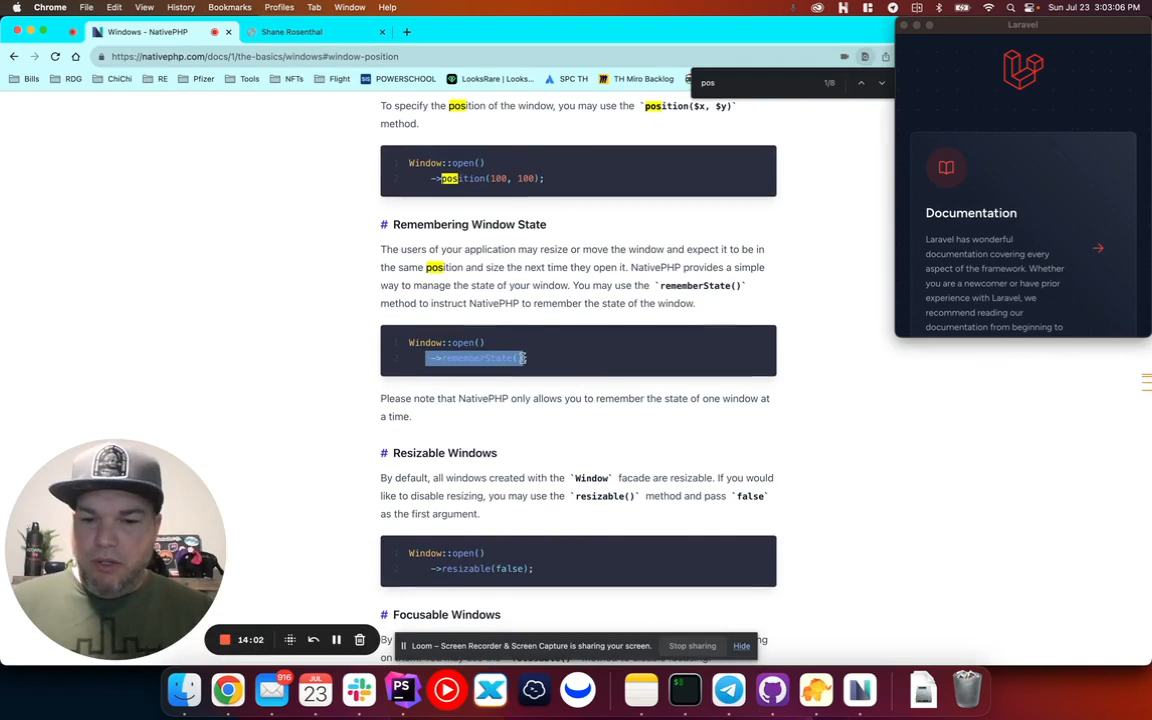 Chrome File Edit View History Bookmarks Profiles Tab Window Help
Sun Jul 23 3:03:06 PM
Windows - NativePHP
Shane Rosenthal
https://nativephp.com/docs/1/the-basics/windows#window-position
Bills RDG ChiChi RE Pfizer Tools NFTs Flight POWERSCHOOL LooksRare | Looks... SPC TH TH Miro Backlog
pos 1/8
To specify the position of the window, you may use the `position($x, $y)`
method.
1 Window::open()
2 ->position(100, 100);
# Remembering Window State
The users of your application may resize or move the window and expect it to be in
the same position and size the next time they open it. NativePHP provides a simple
way to manage the state of your window. You may use the `rememberState()`
method to instruct NativePHP to remember the state of the window.
1 Window::open()
2 ->rememberState();
Please note that NativePHP only allows you to remember the state of one window at
a time.
# Resizable Windows
By default, all windows created with the `Window` facade are resizable. If you would
like to disable resizing, you may use the `resizable()` method and pass `false`
as the first argument.
1 Window::open()
2 ->resizable(false);
# Focusable Windows
Laravel
Documentation
Laravel has wonderful
documentation covering every
aspect of the framework. Whether
you are a newcomer or have prior
experience with Laravel, we
recommend reading our
documentation from beginning to
14:02
Loom – Screen Recorder & Screen Capture is sharing your screen. Stop sharing Hide
916
JUL
23
PS